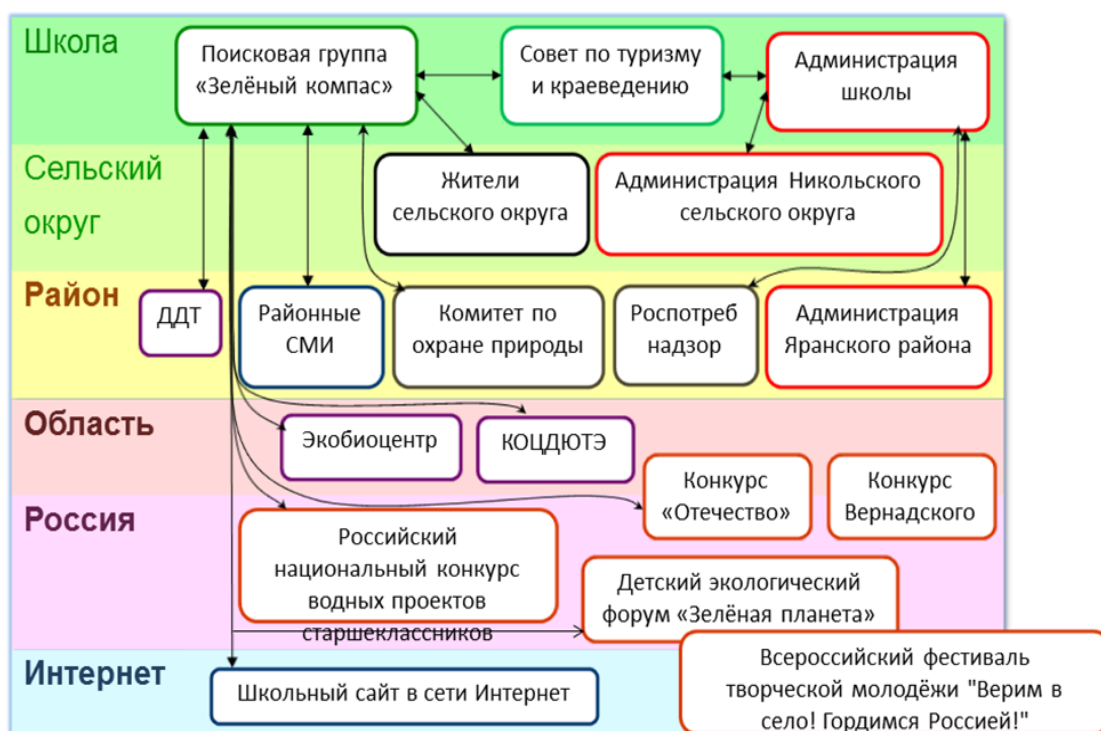 Школа
Поисковая группа
«Зелёный компас»
Совет по туризму
и краеведению
Администрация
школы
Сельский
округ
Жители
сельского округа
Администрация Никольского
сельского округа
Район
ДДТ
Районные
СМИ
Комитет по
охране природы
Роспотреб
надзор
Администрация
Яранского района
Область
Экобиоцентр
КОЦДЮТЭ
Конкурс
«Отечество»
Конкурс
Вернадского
Россия
Российский
национальный конкурс
водных проектов
старшеклассников
Детский экологический
форум «Зелёная планета»
Интернет
Школьный сайт в сети Интернет
Всероссийский фестиваль
творческой молодёжи "Верим в
село! Гордимся Россией!"